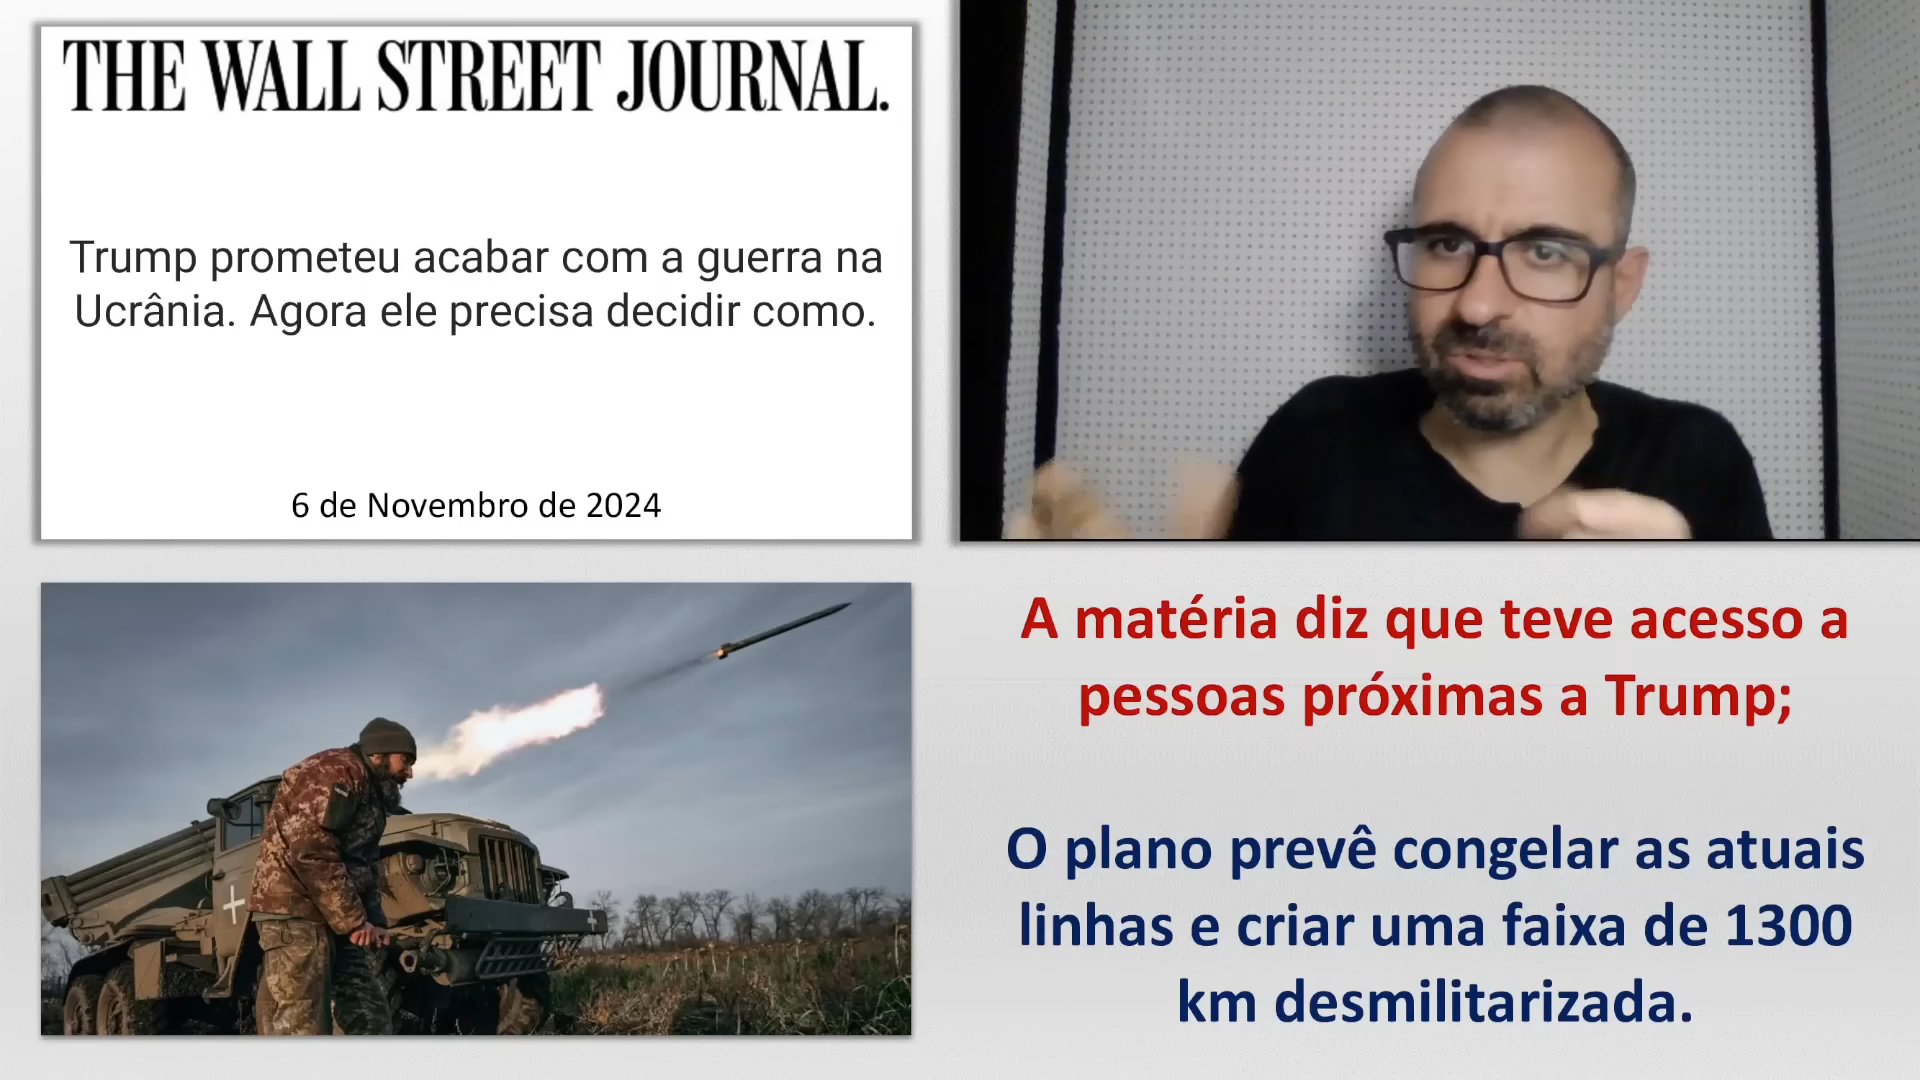 THE WALL STREET JOURNAL.
Trump prometeu acabar com a guerra na
Ucrânia. Agora ele precisa decidir como.
6 de Novembro de 2024
A matéria diz que teve acesso a
pessoas próximas a Trump;
O plano prevê congelar as atuais
linhas e criar uma faixa de 1300
km desmilitarizada.